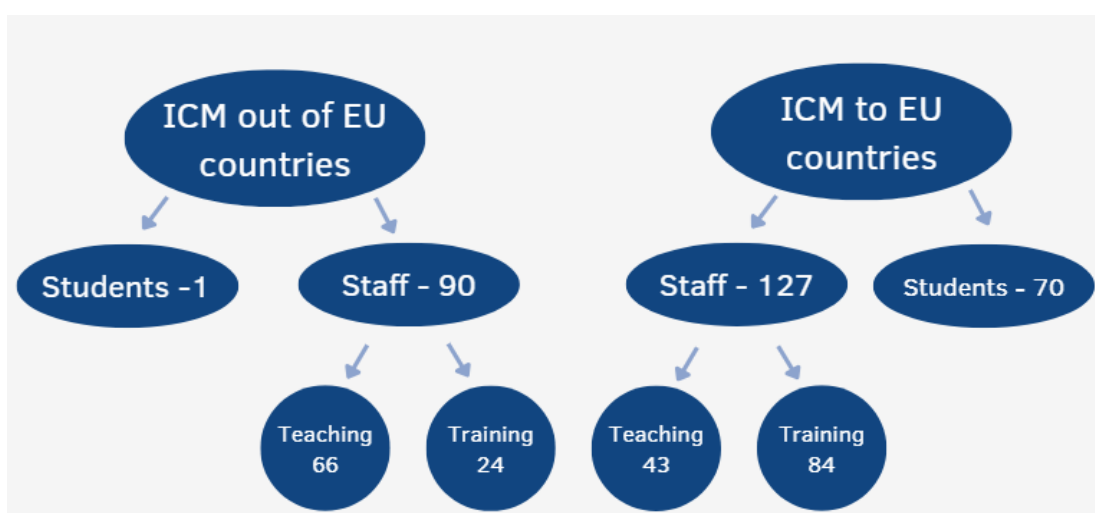 ICM out of EU
countries
ICM to EU
countries
Students -1
Staff - 90
Staff - 127
Students - 70
Teaching
66
Training
24
Teaching
43
Training
84